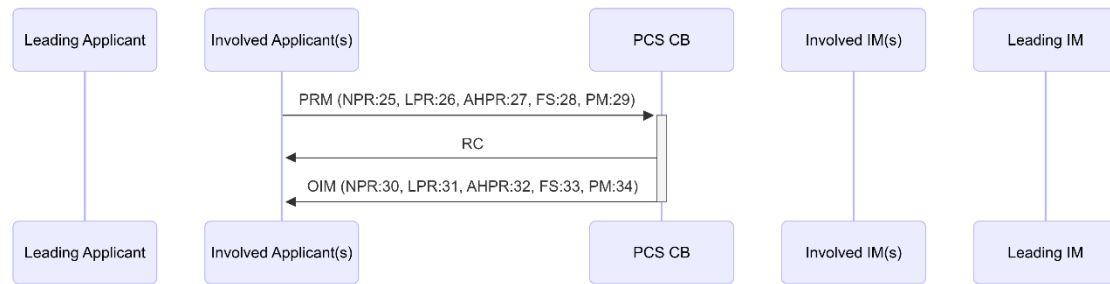 Leading Applicant
Involved Applicant(s)
PCS CB
Involved IM(s)
Leading IM
PRM (NPR:25, LPR:26, AHPR:27, FS:28, PM:29)
RC
OIM (NPR:30, LPR:31, AHPR:32, FS:33, PM:34)
Leading Applicant
Involved Applicant(s)
PCS CB
Involved IM(s)
Leading IM